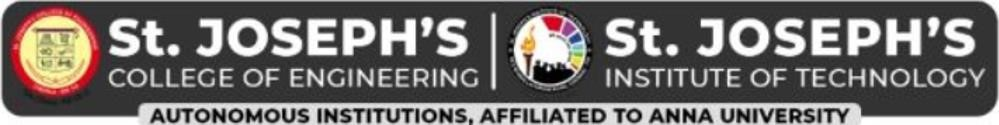 St. JOSEPH'S
COLLEGE OF ENGINEERING
St. JOSEPH'S
INSTITUTE OF TECHNOLOGY
AUTONOMOUS INSTITUTIONS, AFFILIATED TO ANNA UNIVERSITY